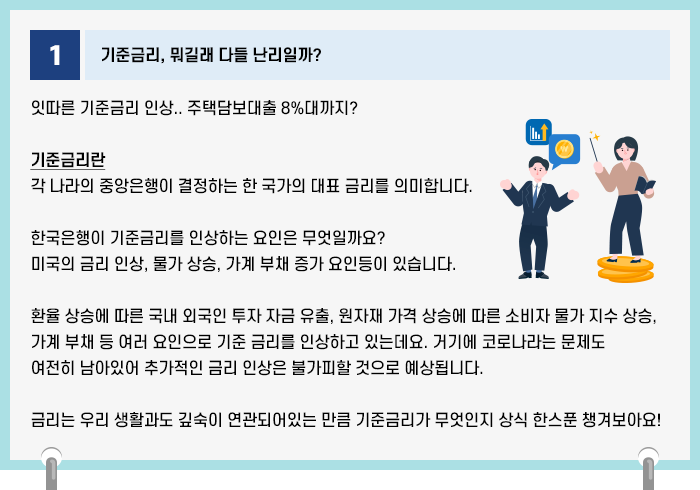 1
기준금리, 뭐길래 다들 난리일까?
잇따른 기준금리 인상.. 주택담보대출 8%대까지?
기준금리란
각 나라의 중앙은행이 결정하는 한 국가의 대표 금리를 의미합니다.
한국은행이 기준금리를 인상하는 요인은 무엇일까요?
미국의 금리 인상, 물가 상승, 가계 부채 증가 요인등이 있습니다.
환율 상승에 따른 국내 외국인 투자 자금 유출, 원자재 가격 상승에 따른 소비자 물가 지수 상승,
가계 부채 등 여러 요인으로 기준 금리를 인상하고 있는데요. 거기에 코로나라는 문제도
여전히 남아있어 추가적인 금리 인상은 불가피할 것으로 예상됩니다.
금리는 우리 생활과도 깊숙이 연관되어있는 만큼 기준금리가 무엇인지 상식 한스푼 챙겨보아요!